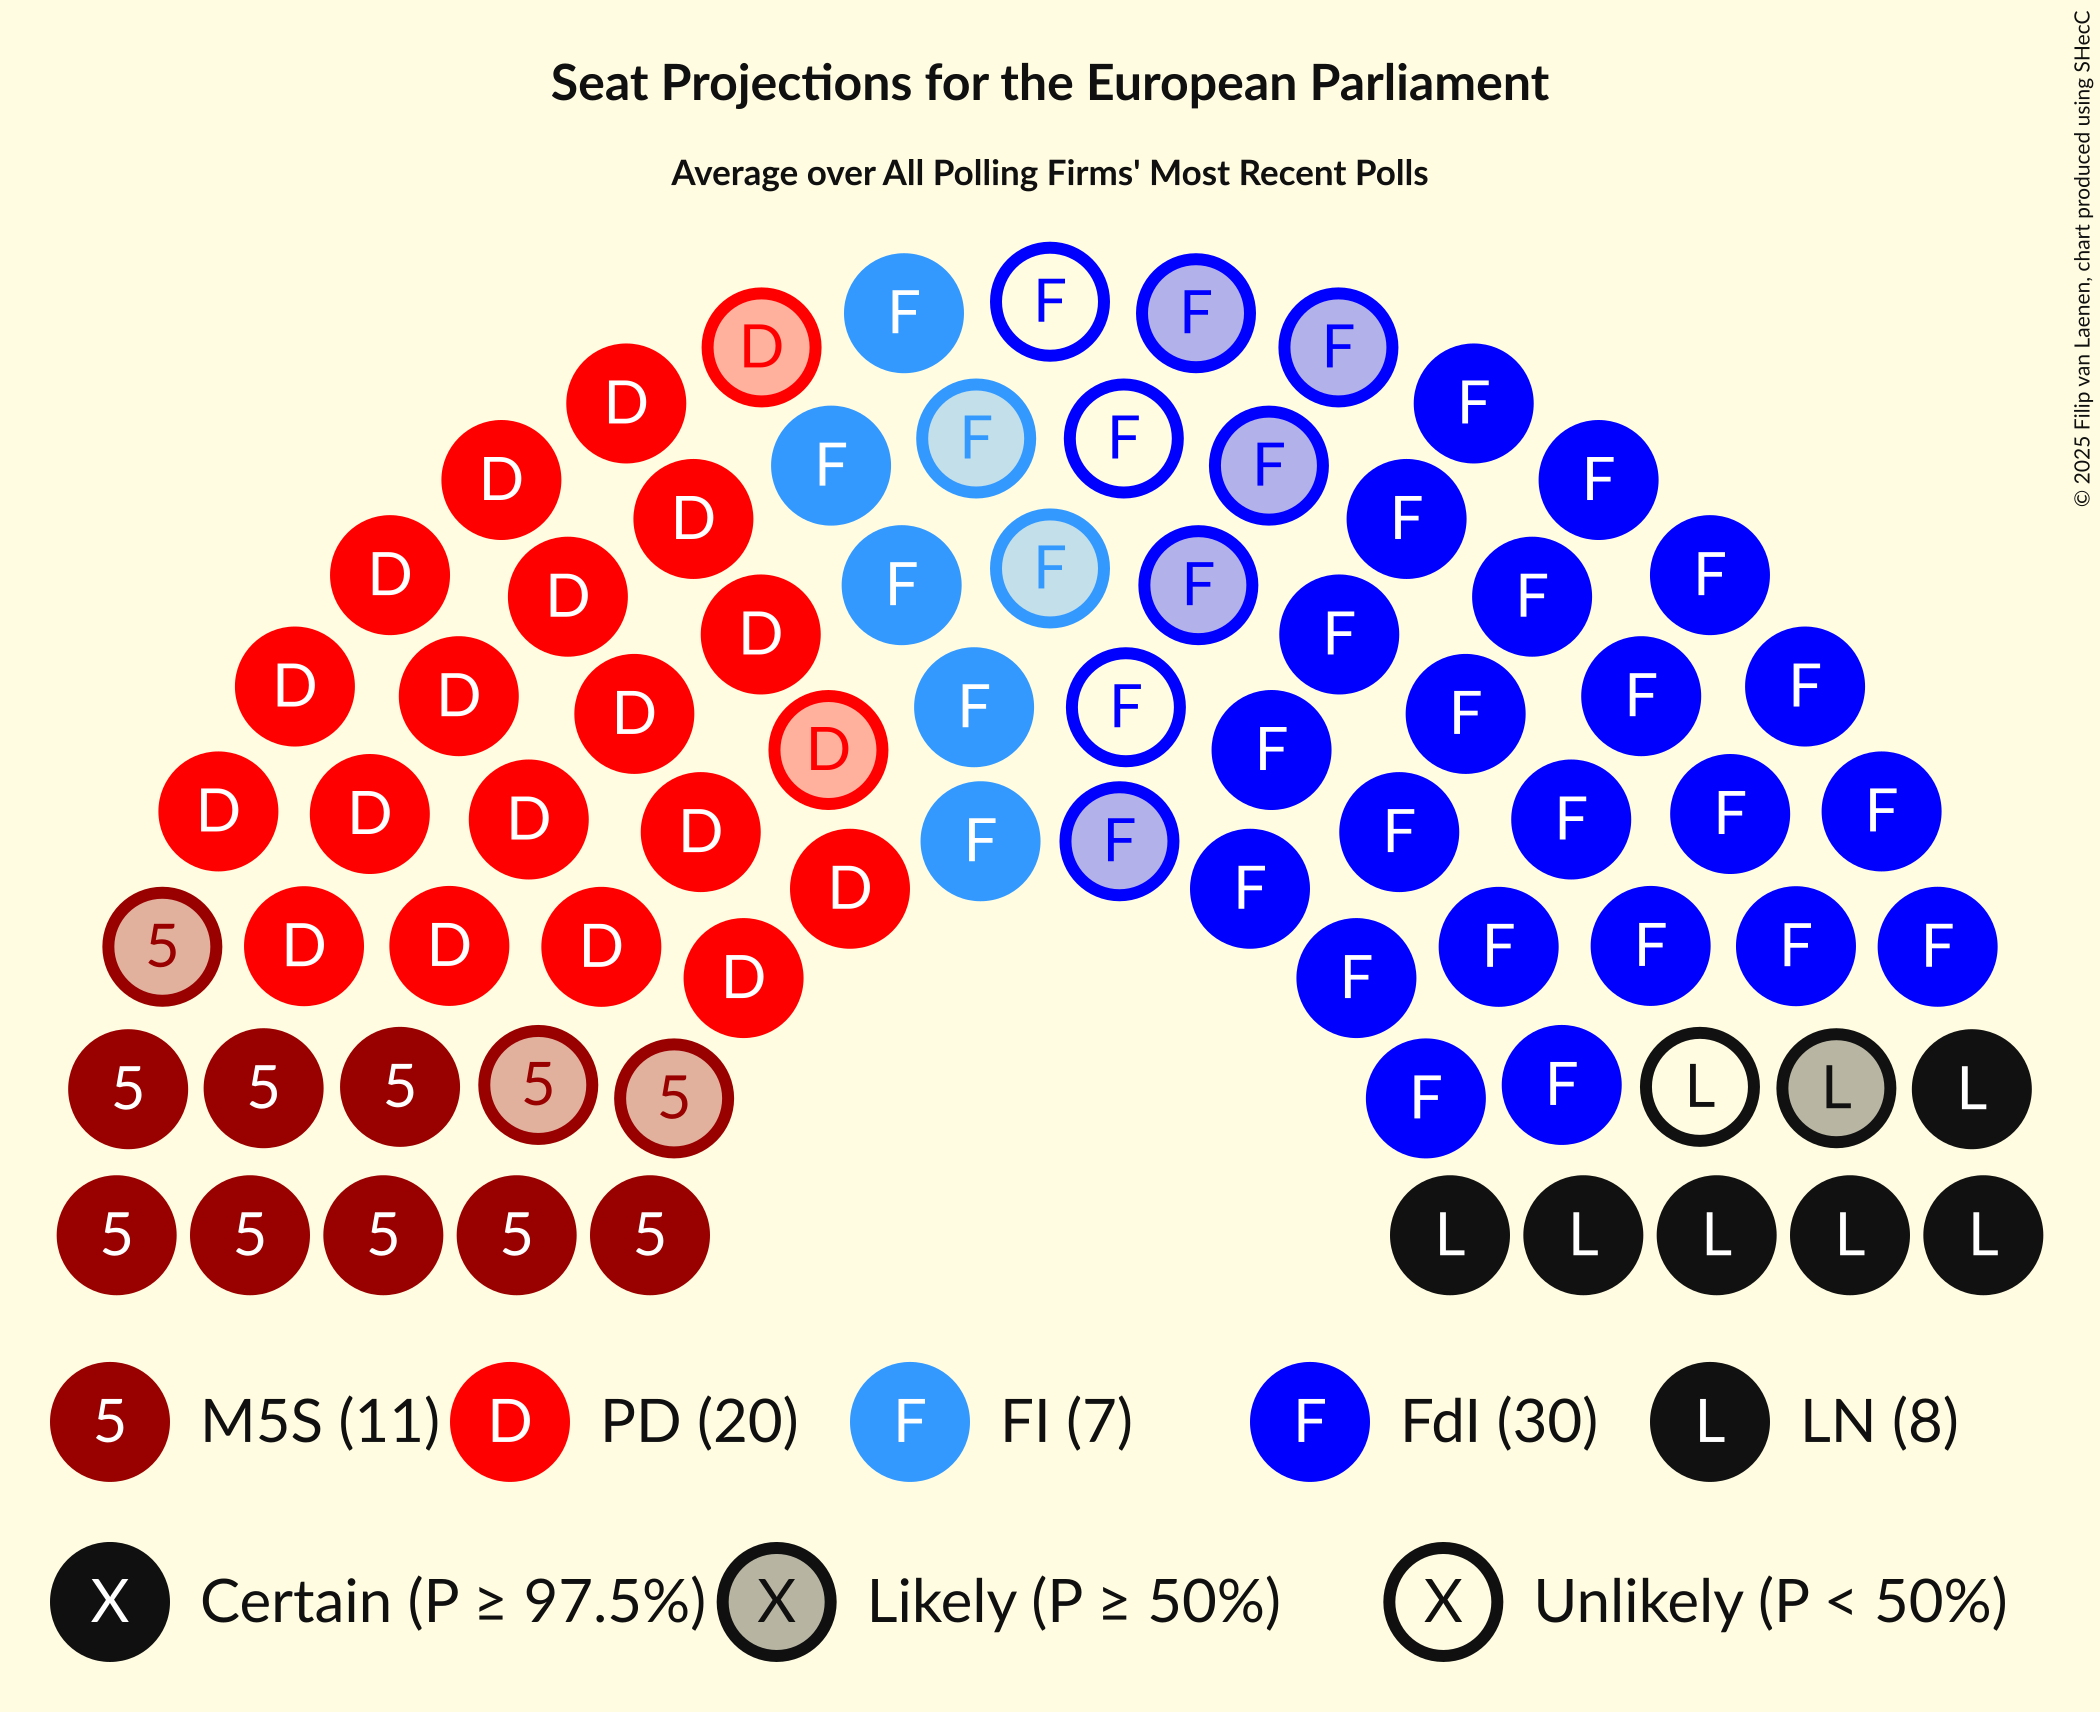 Seat Projections for the European Parliament
Average over All Polling Firms' Most Recent Polls
© 2025 Filip van Laenen, chart produced using SHecC
F
D F F F
D F
F F
D F F F
D D F F
F
D D F F F
D D F
D F F
D D F F
D F F
D F
D F F
D D F F
D F
D F
D F
5 D D D F F F F
D F
5 5 5 5 5 F F L L L
5 5 5 5 5 L L L L L
5 M5S (11) D PD (20) F FI (7) F FdI (30) L LN (8)
X Certain (P ≥ 97.5%) X Likely (P ≥ 50%) X Unlikely (P < 50%)